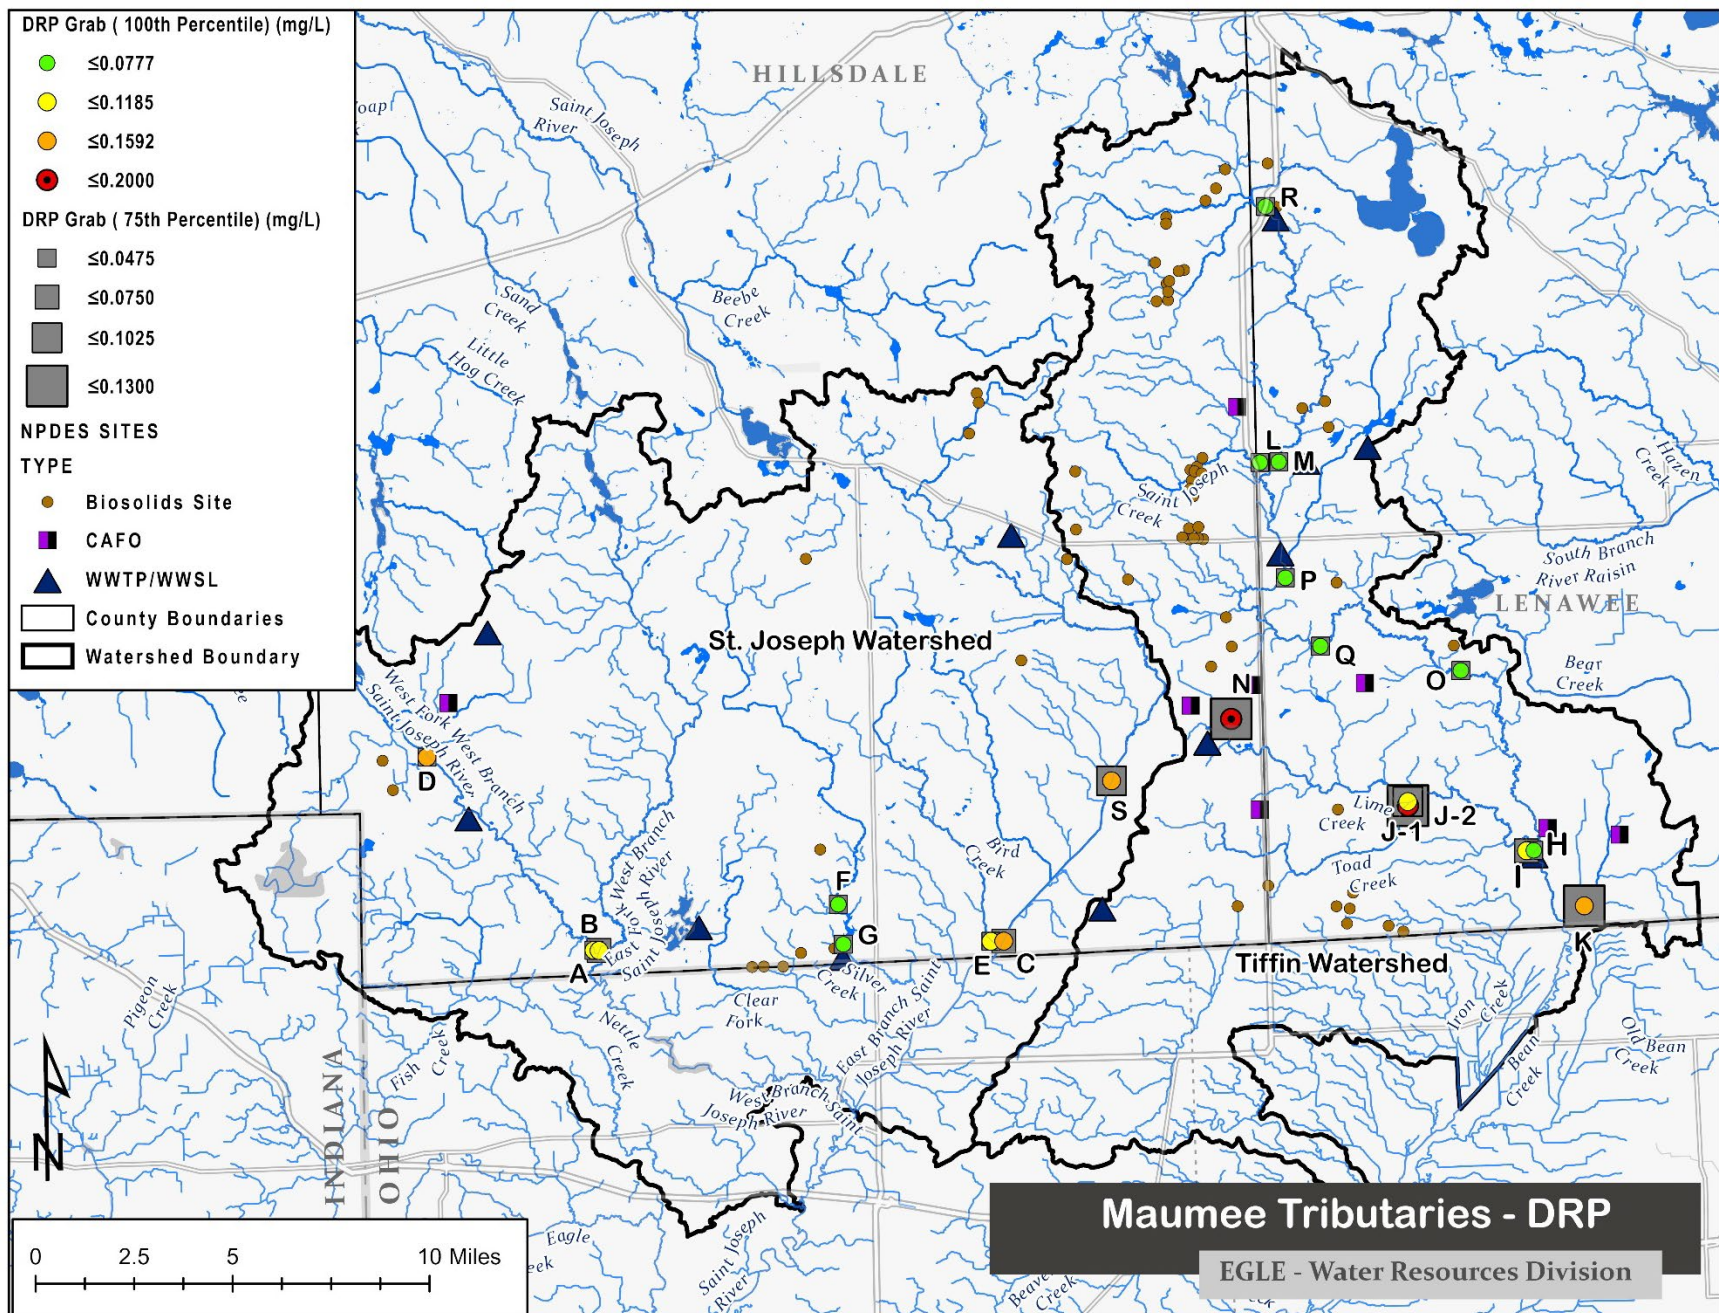 DRP Grab ( 100th Percentile) (mg/L)
≤0.0777
≤0.1185
≤0.1592
≤0.2000
DRP Grab ( 75th Percentile) (mg/L)
≤0.0475
≤0.0750
≤0.1025
≤0.1300
NPDES SITES
TYPE
Biosolids Site
CAFO
WWTP/WWSL
County Boundaries
Watershed Boundary
HILLSDALE
Saint Joseph
River
Sand
Creek
Little
Hog Creek
Beebe
Creek
R
L
M
Saint Joseph
Creek
Hazen
Creek
South Branch
River Raisin
LENAWEE
P
St. Joseph Watershed
Q
O
Bear
Creek
N
West Fork West Branch
Saint Joseph River
D
S
Lime
Creek
J-1
J-2
H
I
Toad
Creek
Bird
Creek
K
F
G
B
A
East Fork West Branch
Saint Joseph River
E
C
Tiffin Watershed
Silver
Creek
Clear
Fork
East Branch Saint
Joseph River
Nettle
Creek
Fish
Creek
Pigeon
Creek
West Branch Saint
Joseph River
Iron
Creek
Bean
Creek
Old Bean
Creek
INDIANA
OHIO
N
Eagle
Saint Joseph
River
Creek
Maumee Tributaries - DRP
EGLE - Water Resources Division
0 2.5 5 10 Miles